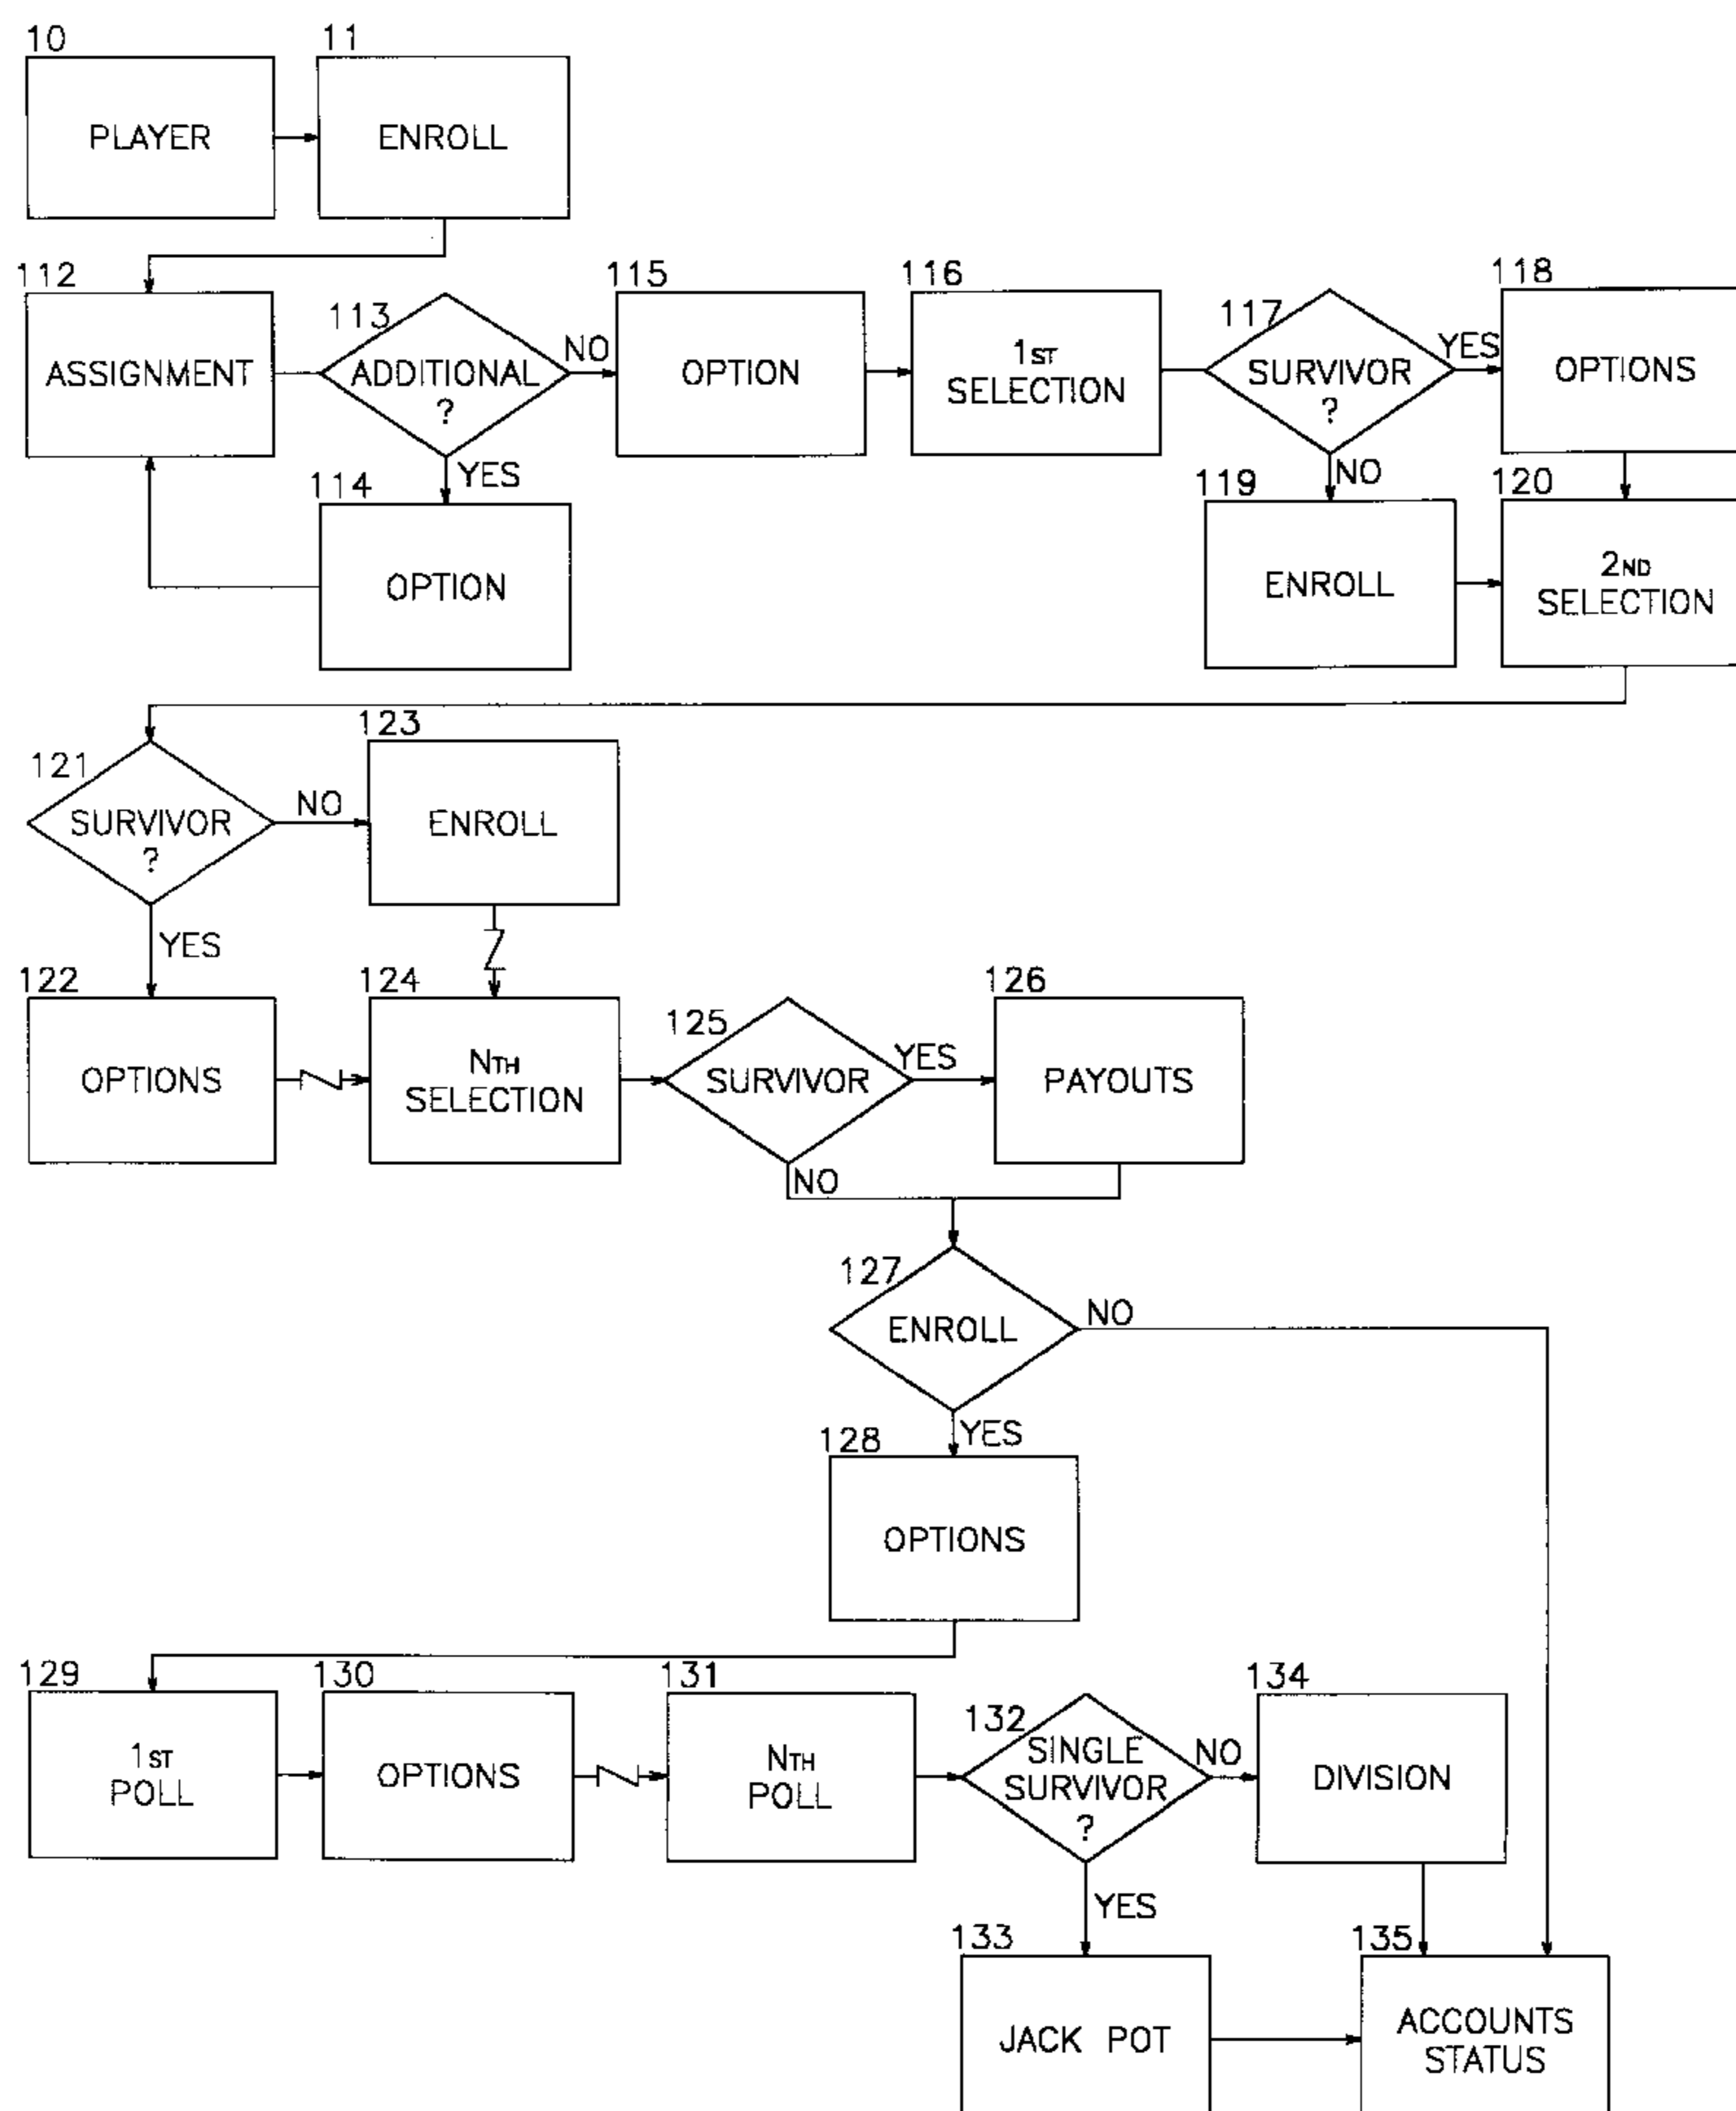 10
PLAYER
11
ENROLL
112
ASSIGNMENT
113
ADDITIONAL
?
NO
YES
114
OPTION
115
OPTION
116
1ST
SELECTION
117
SURVIVOR
?
YES
NO
118
OPTIONS
119
ENROLL
120
2ND
SELECTION
121
SURVIVOR
?
NO
YES
123
ENROLL
122
OPTIONS
124
NTH
SELECTION
125
SURVIVOR
YES
NO
126
PAYOUTS
127
ENROLL
NO
YES
128
OPTIONS
129
1ST
POLL
130
OPTIONS
131
NTH
POLL
132
SINGLE
SURVIVOR
?
NO
YES
134
DIVISION
133
JACK POT
135
ACCOUNTS
STATUS